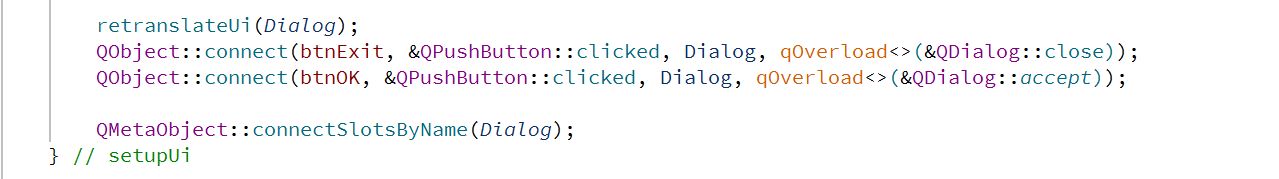 retranslateUi(Dialog);
QObject::connect(btnExit, &QPushButton::clicked, Dialog, qOverload<>(&QDialog::close));
QObject::connect(btnOK, &QPushButton::clicked, Dialog, qOverload<>(&QDialog::accept));
QMetaObject::connectSlotsByName(Dialog);
} // setupUi